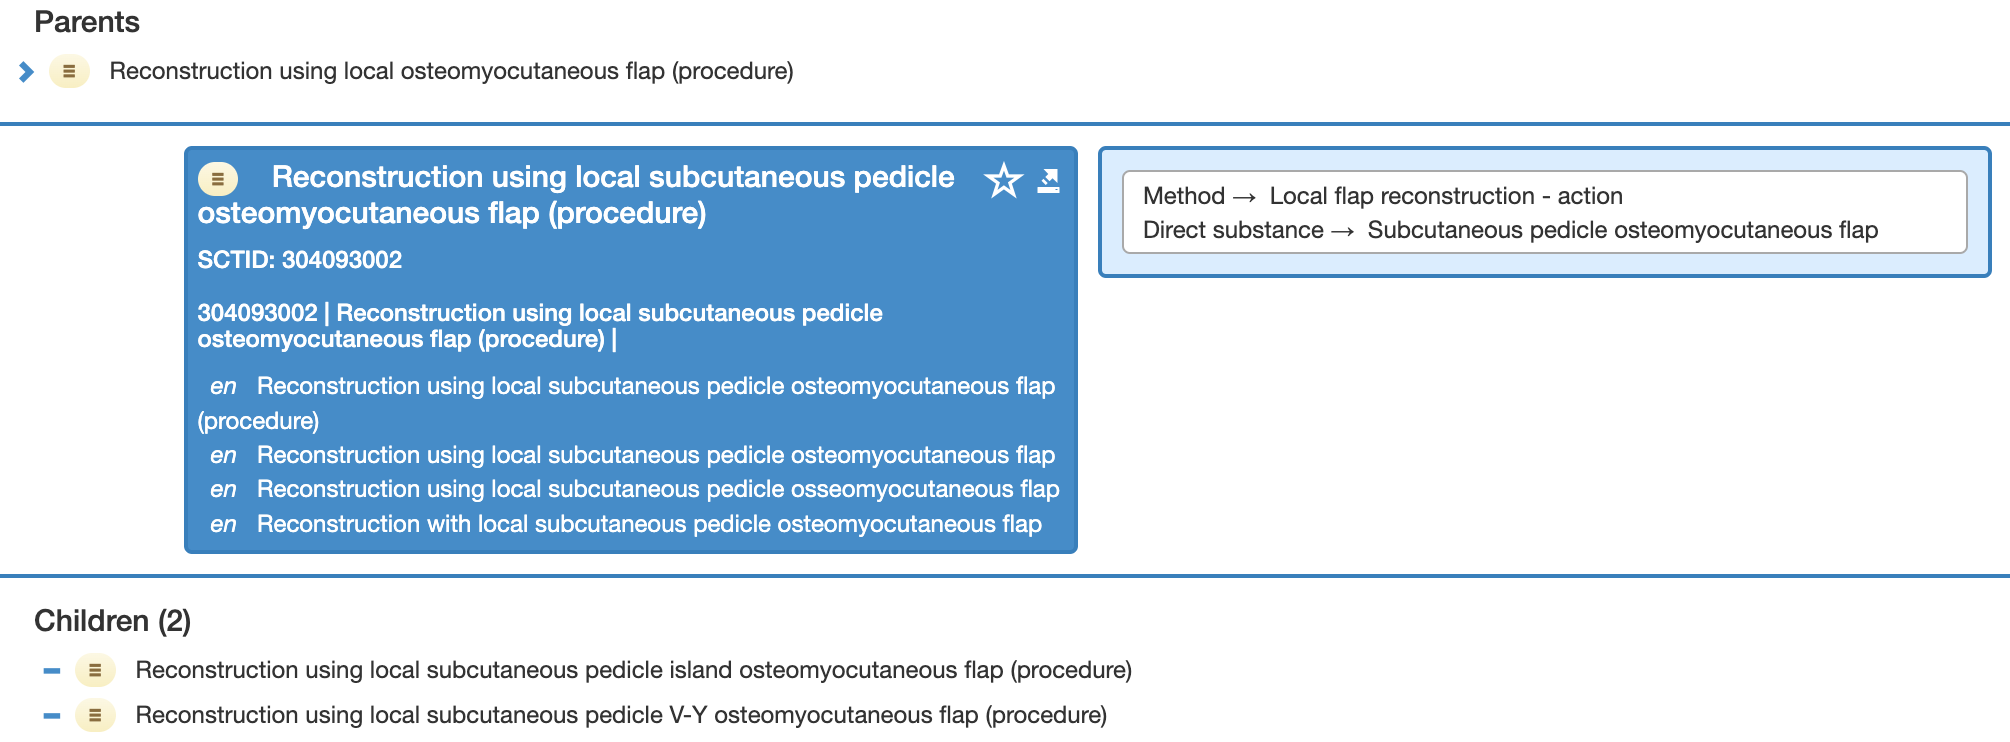 Parents
Reconstruction using local osteomyocutaneous flap (procedure)
Reconstruction using local subcutaneous pedicle
osteomyocutaneous flap (procedure)
SCTID: 304093002
304093002 | Reconstruction using local subcutaneous pedicle
osteomyocutaneous flap (procedure) |
en Reconstruction using local subcutaneous pedicle osteomyocutaneous flap
(procedure)
en Reconstruction using local subcutaneous pedicle osteomyocutaneous flap
en Reconstruction using local subcutaneous pedicle osseomyocutaneous flap
en Reconstruction with local subcutaneous pedicle osteomyocutaneous flap
Method → Local flap reconstruction - action
Direct substance → Subcutaneous pedicle osteomyocutaneous flap
Children (2)
Reconstruction using local subcutaneous pedicle island osteomyocutaneous flap (procedure)
Reconstruction using local subcutaneous pedicle V-Y osteomyocutaneous flap (procedure)